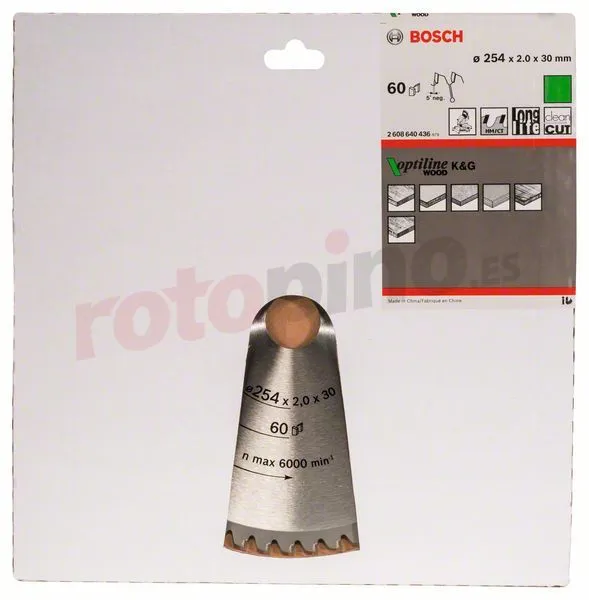 WOOD
BOSCH
ø 254 x 2.0 x 30 mm
60
5° neg.
HM/CT
Long life
clean CUT
2 608 640 436
optiline
WOOD K&G
Made in China/Fabriqué en Chine
rotopino.ES
ø254 x 2,0 x 30
60
n max 6000 min⁻¹